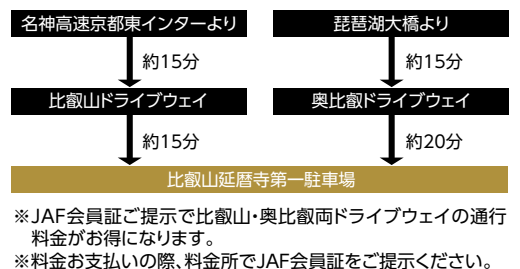 名神高速京都東インターより
琵琶湖大橋より
約15分
約15分
比叡山ドライブウェイ
奥比叡ドライブウェイ
約15分
約20分
比叡山延暦寺第一駐車場
※JAF会員証ご提示で比叡山・奥比叡両ドライブウェイの通行
料金がお得になります。
※料金お支払いの際、料金所でJAF会員証をご提示ください。